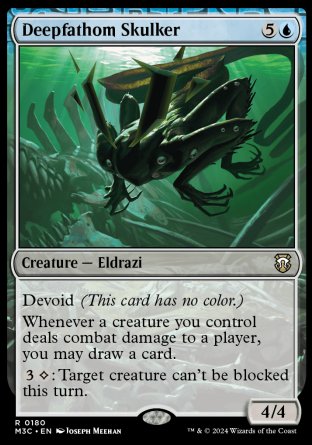 Deepfathom Skulker 5
Creature — Eldrazi
Devoid (This card has no color.)
Whenever a creature you control
deals combat damage to a player,
you may draw a card.
3 : Target creature can't be blocked
this turn.
4/4
R 0180
M3C • EN Joseph Meehan
™ & © 2024 Wizards of the Coast